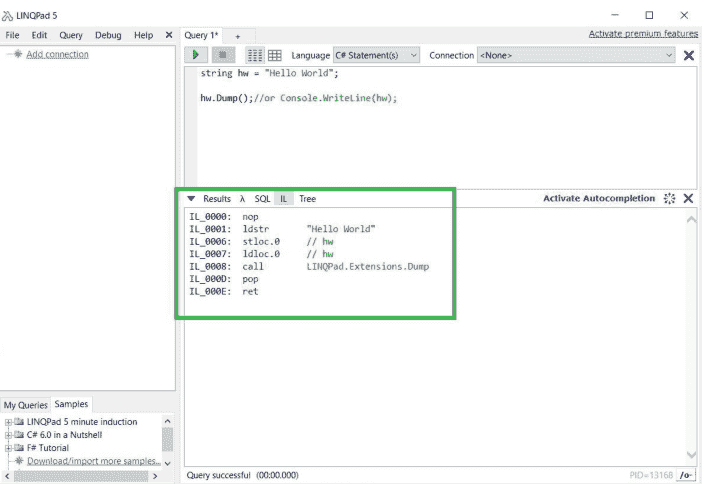 LINQPad 5
File Edit Query Debug Help
Query 1* +
Activate premium features
Add connection
Language C# Statement(s) Connection <None>
string hw = "Hello World";
hw.Dump();//or Console.WriteLine(hw);
Results λ SQL IL Tree
Activate Autocompletion
IL_0000: nop
IL_0001: ldstr "Hello World"
IL_0006: stloc.0 // hw
IL_0007: ldloc.0 // hw
IL_0008: call LINQPad.Extensions.Dump
IL_000D: pop
IL_000E: ret
My Queries Samples
LINQPad 5 minute induction
C# 6.0 in a Nutshell
F# Tutorial
Download/import more samples...
Query successful (00:00.000)
PID=13168 /o-